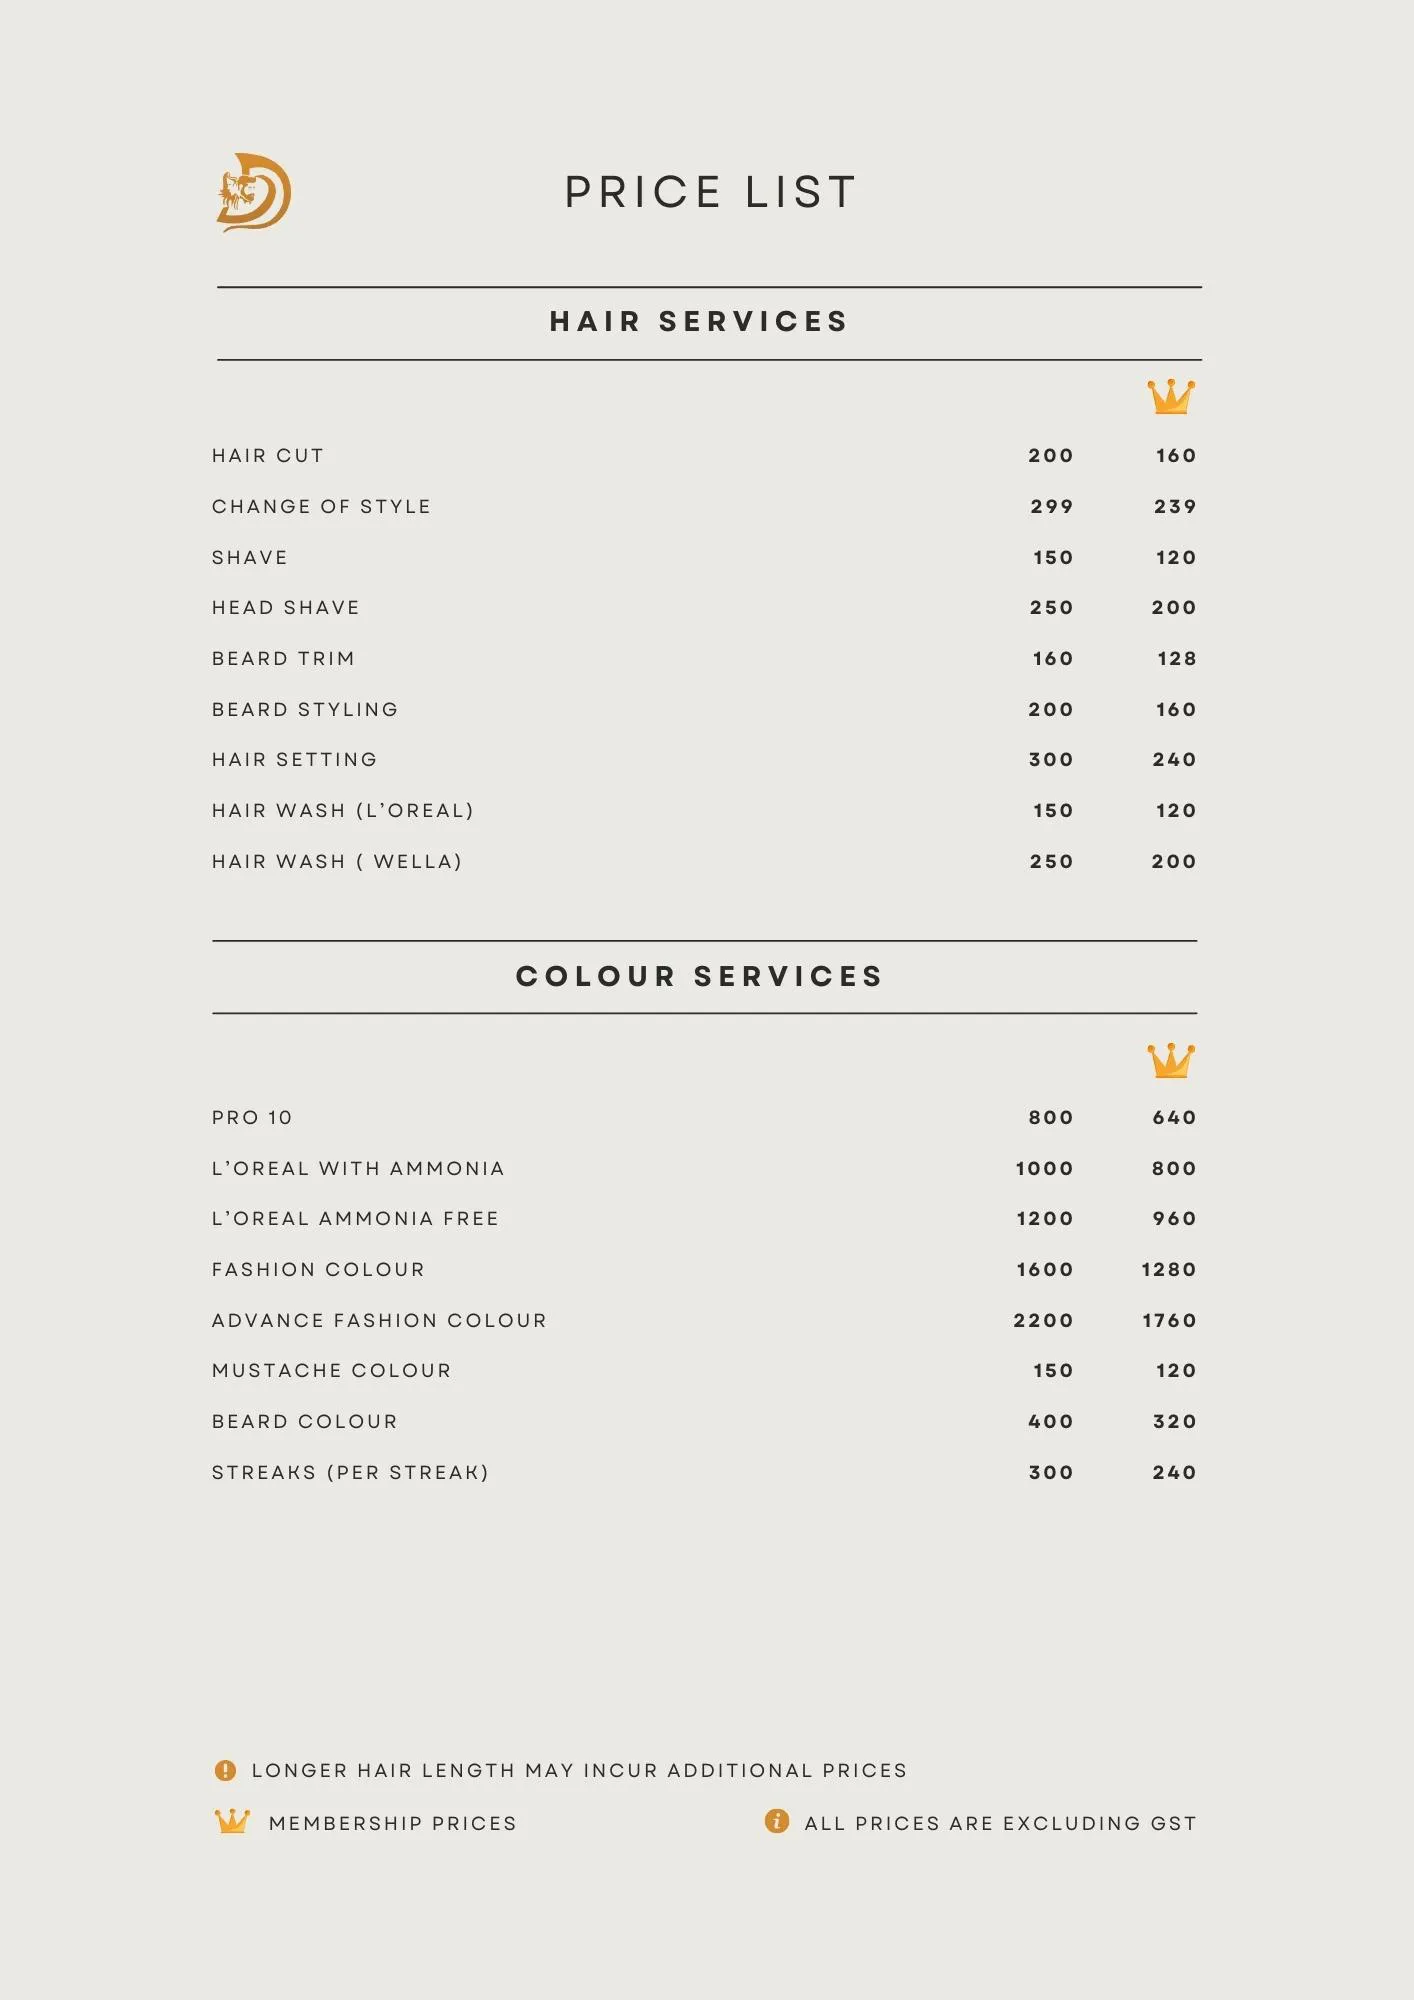 PRICE LIST
HAIR SERVICES
HAIR CUT 200 160
CHANGE OF STYLE 299 239
SHAVE 150 120
HEAD SHAVE 250 200
BEARD TRIM 160 128
BEARD STYLING 200 160
HAIR SETTING 300 240
HAIR WASH (L’OREAL) 150 120
HAIR WASH ( WELLA) 250 200
COLOUR SERVICES
PRO 10 800 640
L’OREAL WITH AMMONIA 1000 800
L’OREAL AMMONIA FREE 1200 960
FASHION COLOUR 1600 1280
ADVANCE FASHION COLOUR 2200 1760
MUSTACHE COLOUR 150 120
BEARD COLOUR 400 320
STREAKS (PER STREAK) 300 240
LONGER HAIR LENGTH MAY INCUR ADDITIONAL PRICES
MEMBERSHIP PRICES ALL PRICES ARE EXCLUDING GST